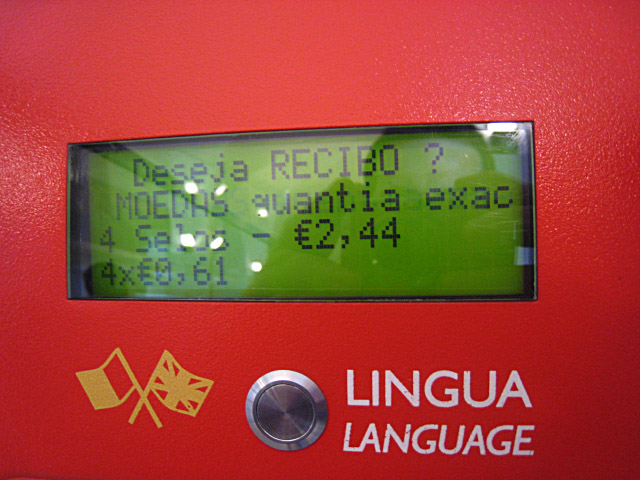 Deseja RECIBO ?
MOEDAS quantia exac
4 Selos - €2,44
4x€0,61
LINGUA
LANGUAGE